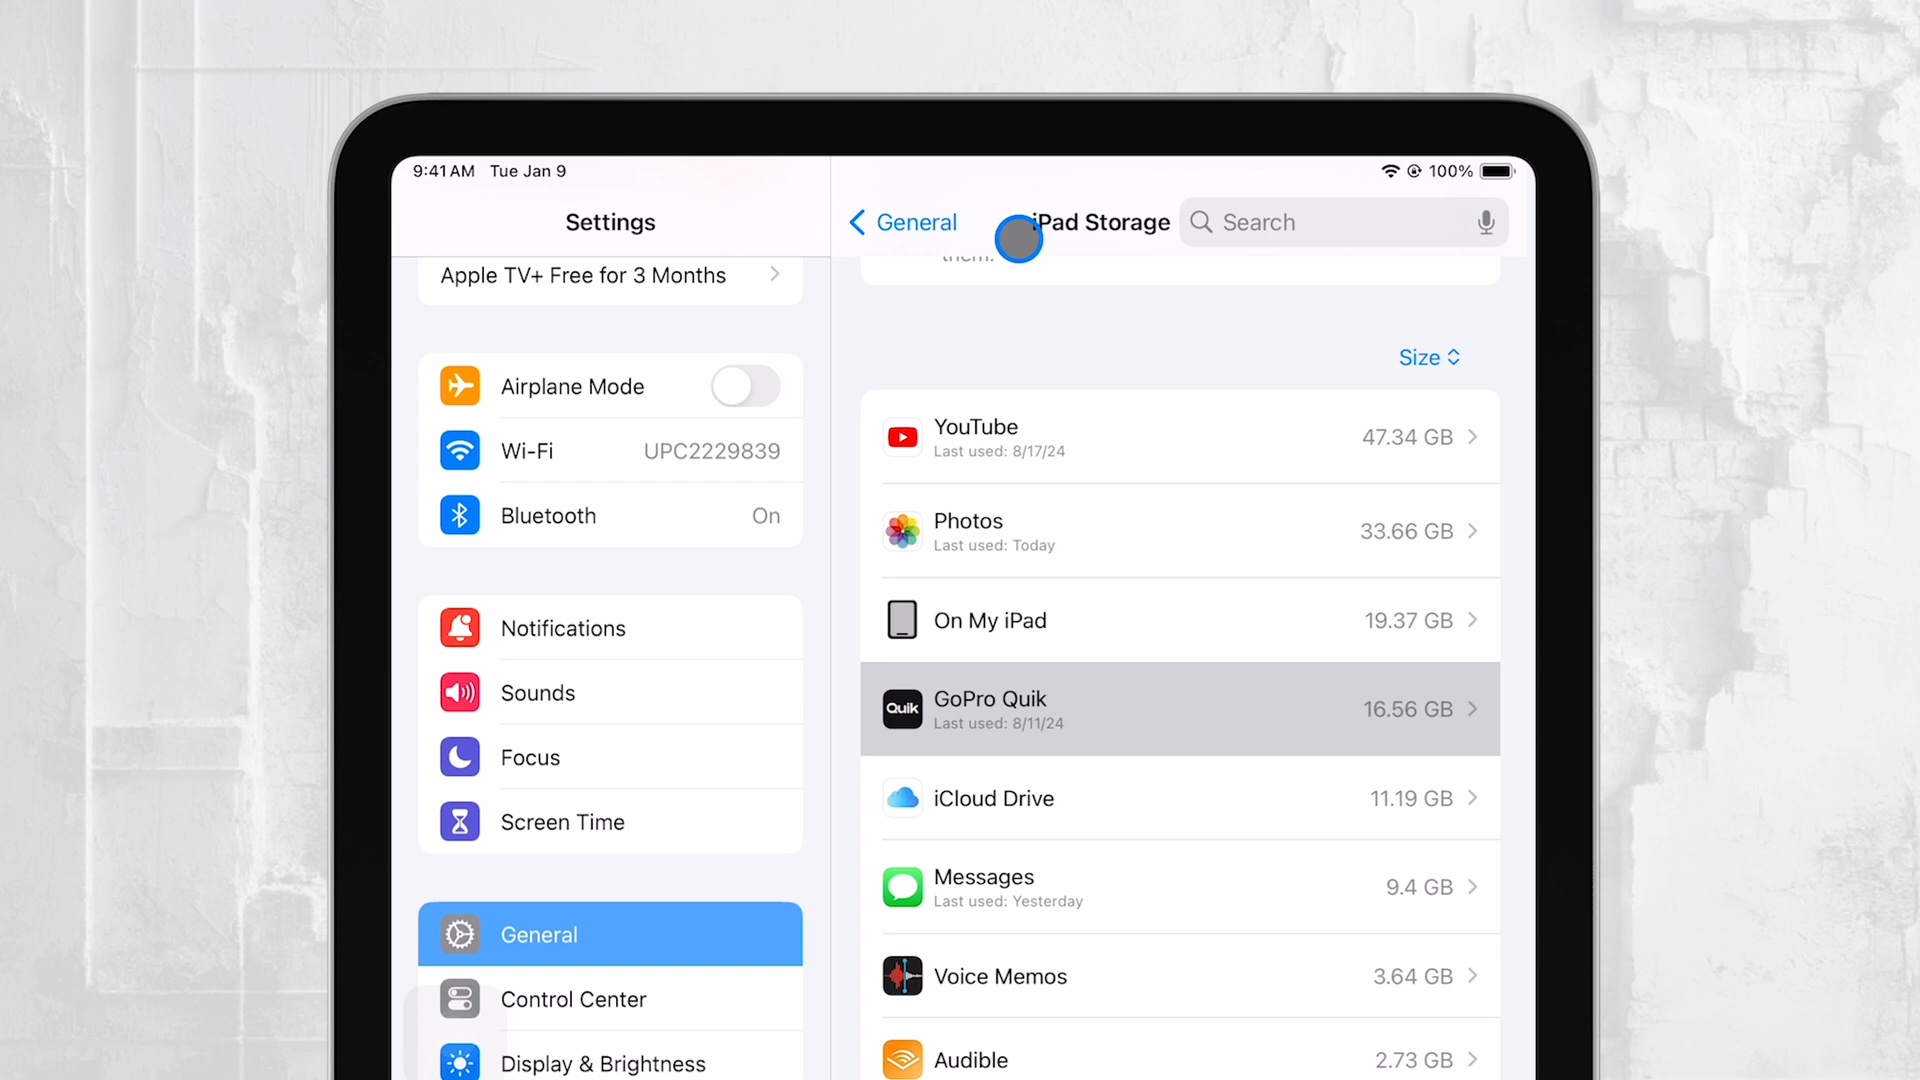 9:41 AM Tue Jan 9
100%
Settings
General
iPad Storage
Search
Apple TV+ Free for 3 Months
them.
Size
Airplane Mode
Wi-Fi
UPC2229839
Bluetooth
On
Notifications
Sounds
Focus
Screen Time
General
Control Center
Display & Brightness
YouTube
Last used: 8/17/24
47.34 GB
Photos
Last used: Today
33.66 GB
On My iPad
19.37 GB
Quik
GoPro Quik
Last used: 8/11/24
16.56 GB
iCloud Drive
11.19 GB
Messages
Last used: Yesterday
9.4 GB
Voice Memos
3.64 GB
Audible
2.73 GB